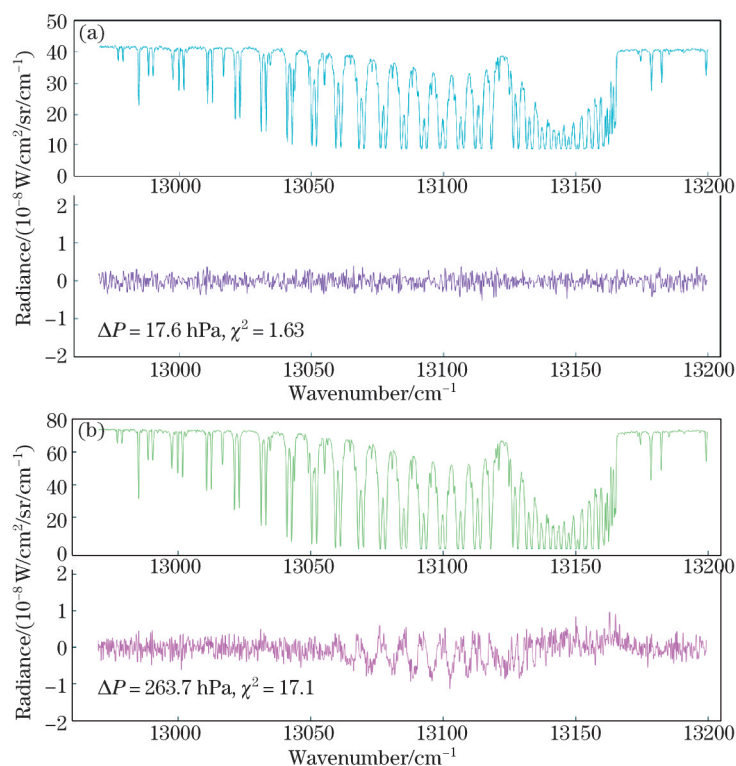 (a)
50
40
30
20
10
0
13000 13050 13100 13150 13200
2
1
0
−1
−2
Radiance/(10⁻⁸ W/cm²/sr/cm⁻¹)
ΔP = 17.6 hPa, χ² = 1.63
13000 13050 13100 13150 13200
Wavenumber/cm⁻¹
(b)
80
60
40
20
0
13000 13050 13100 13150 13200
2
1
0
−1
−2
Radiance/(10⁻⁸ W/cm²/sr/cm⁻¹)
ΔP = 263.7 hPa, χ² = 17.1
13000 13050 13100 13150 13200
Wavenumber/cm⁻¹